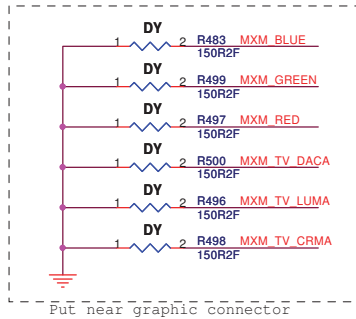 DY
1 2 R483 MXM_BLUE
150R2F
DY
1 2 R499 MXM_GREEN
150R2F
DY
1 2 R497 MXM_RED
150R2F
DY
1 2 R500 MXM_TV_DACA
150R2F
DY
1 2 R496 MXM_TV_LUMA
150R2F
DY
1 2 R498 MXM_TV_CRMA
150R2F
Put near graphic connector